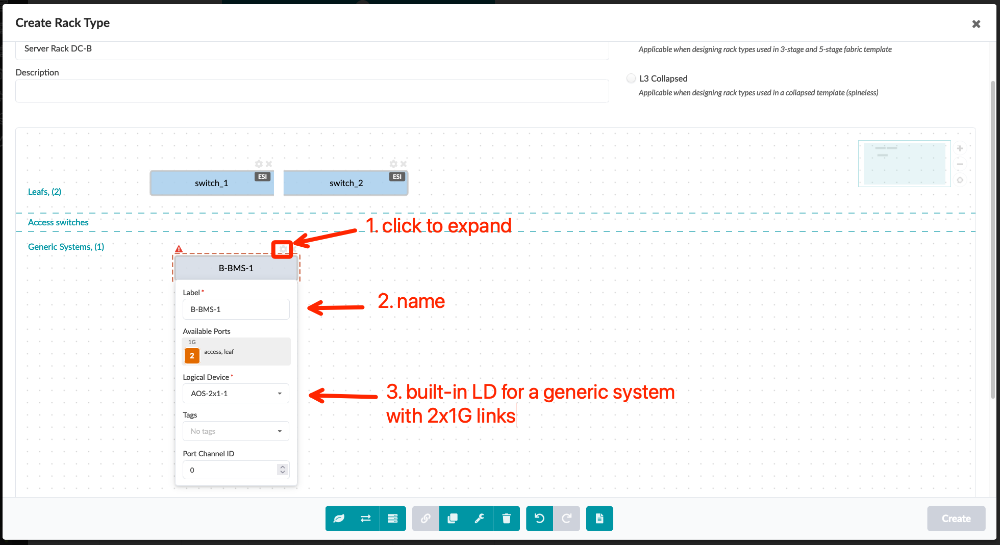 Create Rack Type
Server Rack DC-B
Applicable when designing rack types used in 3-stage and 5-stage fabric template
Description
L3 Collapsed
Applicable when designing rack types used in a collapsed template (spineless)
ESI
ESI
switch_1
switch_2
Leafs, (2)
Access switches
1. click to expand
Generic Systems, (1)
B-BMS-1
Label *
B-BMS-1
2. name
Available Ports
1G
2
access, leaf
Logical Device *
AOS-2x1-1
3. built-in LD for a generic system
with 2x1G links
Tags
No tags
Port Channel ID
0
Create